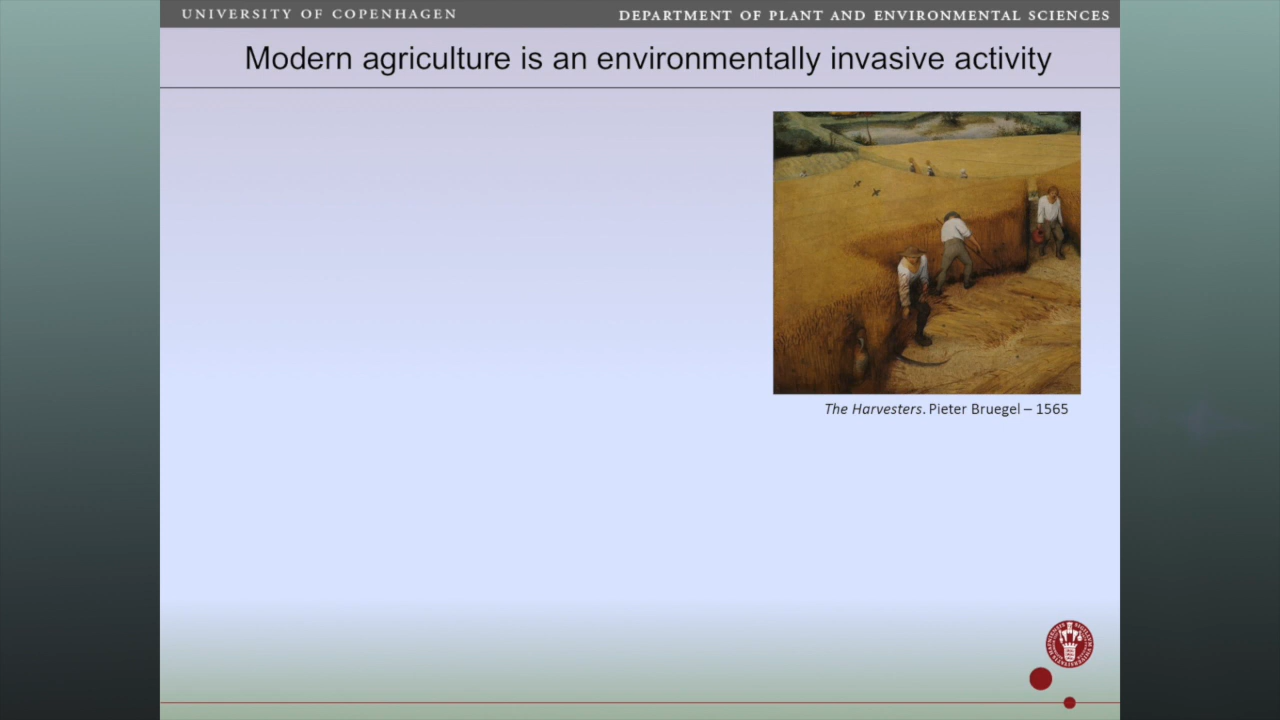 UNIVERSITY OF COPENHAGEN
DEPARTMENT OF PLANT AND ENVIRONMENTAL SCIENCES
Modern agriculture is an environmentally invasive activity
The Harvesters. Pieter Bruegel – 1565